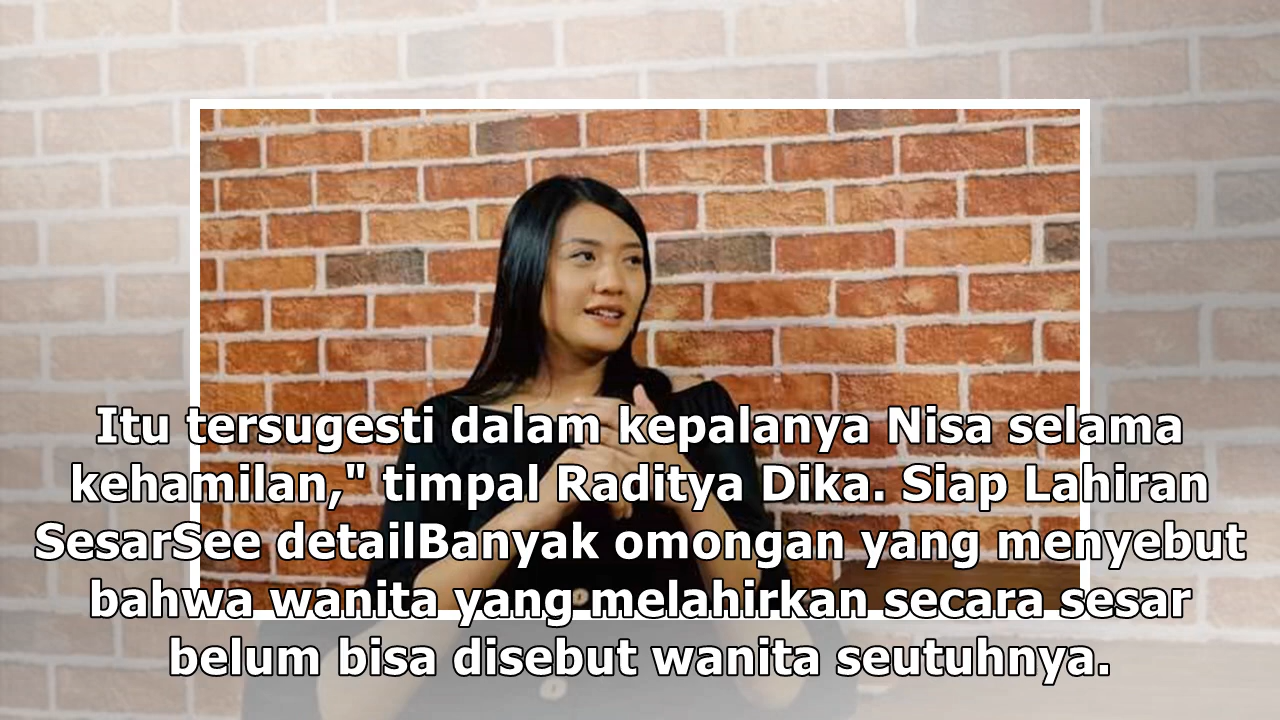 Itu tersugesti dalam kepalanya Nisa selama
kehamilan," timpal Raditya Dika. Siap Lahiran
SesarSee detailBanyak omongan yang menyebut
bahwa wanita yang melahirkan secara sesar
belum bisa disebut wanita seutuhnya.